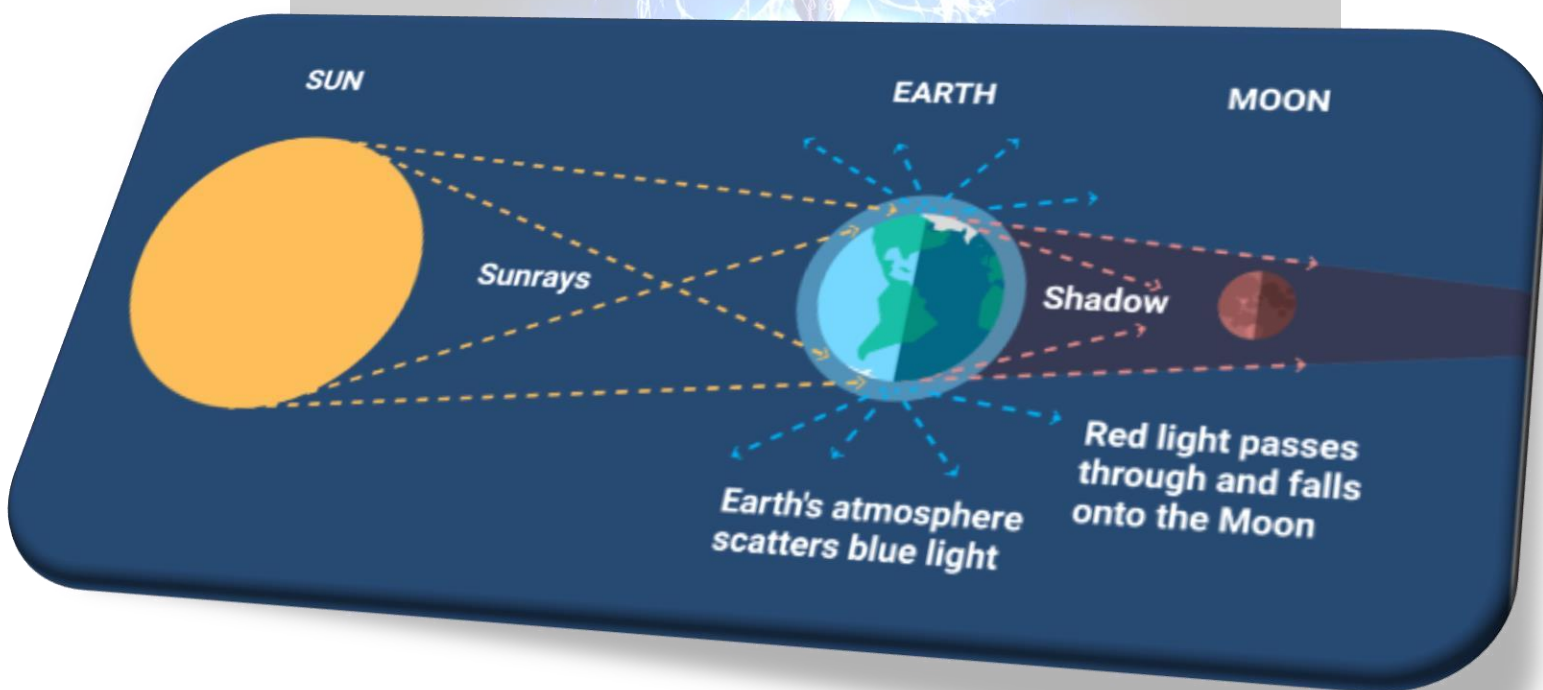 SUN
EARTH
MOON
Sunrays
Shadow
Earth's atmosphere
scatters blue light
Red light passes
through and falls
onto the Moon